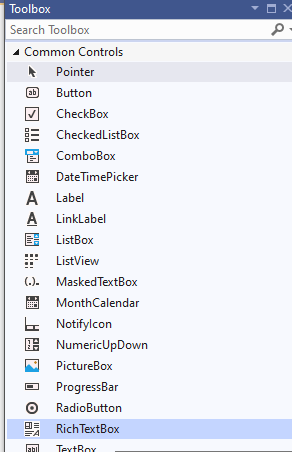 Toolbox
Search Toolbox
Common Controls
Pointer
Button
CheckBox
CheckedListBox
ComboBox
DateTimePicker
Label
LinkLabel
ListBox
ListView
MaskedTextBox
MonthCalendar
NotifyIcon
NumericUpDown
PictureBox
ProgressBar
RadioButton
RichTextBox
TextBox